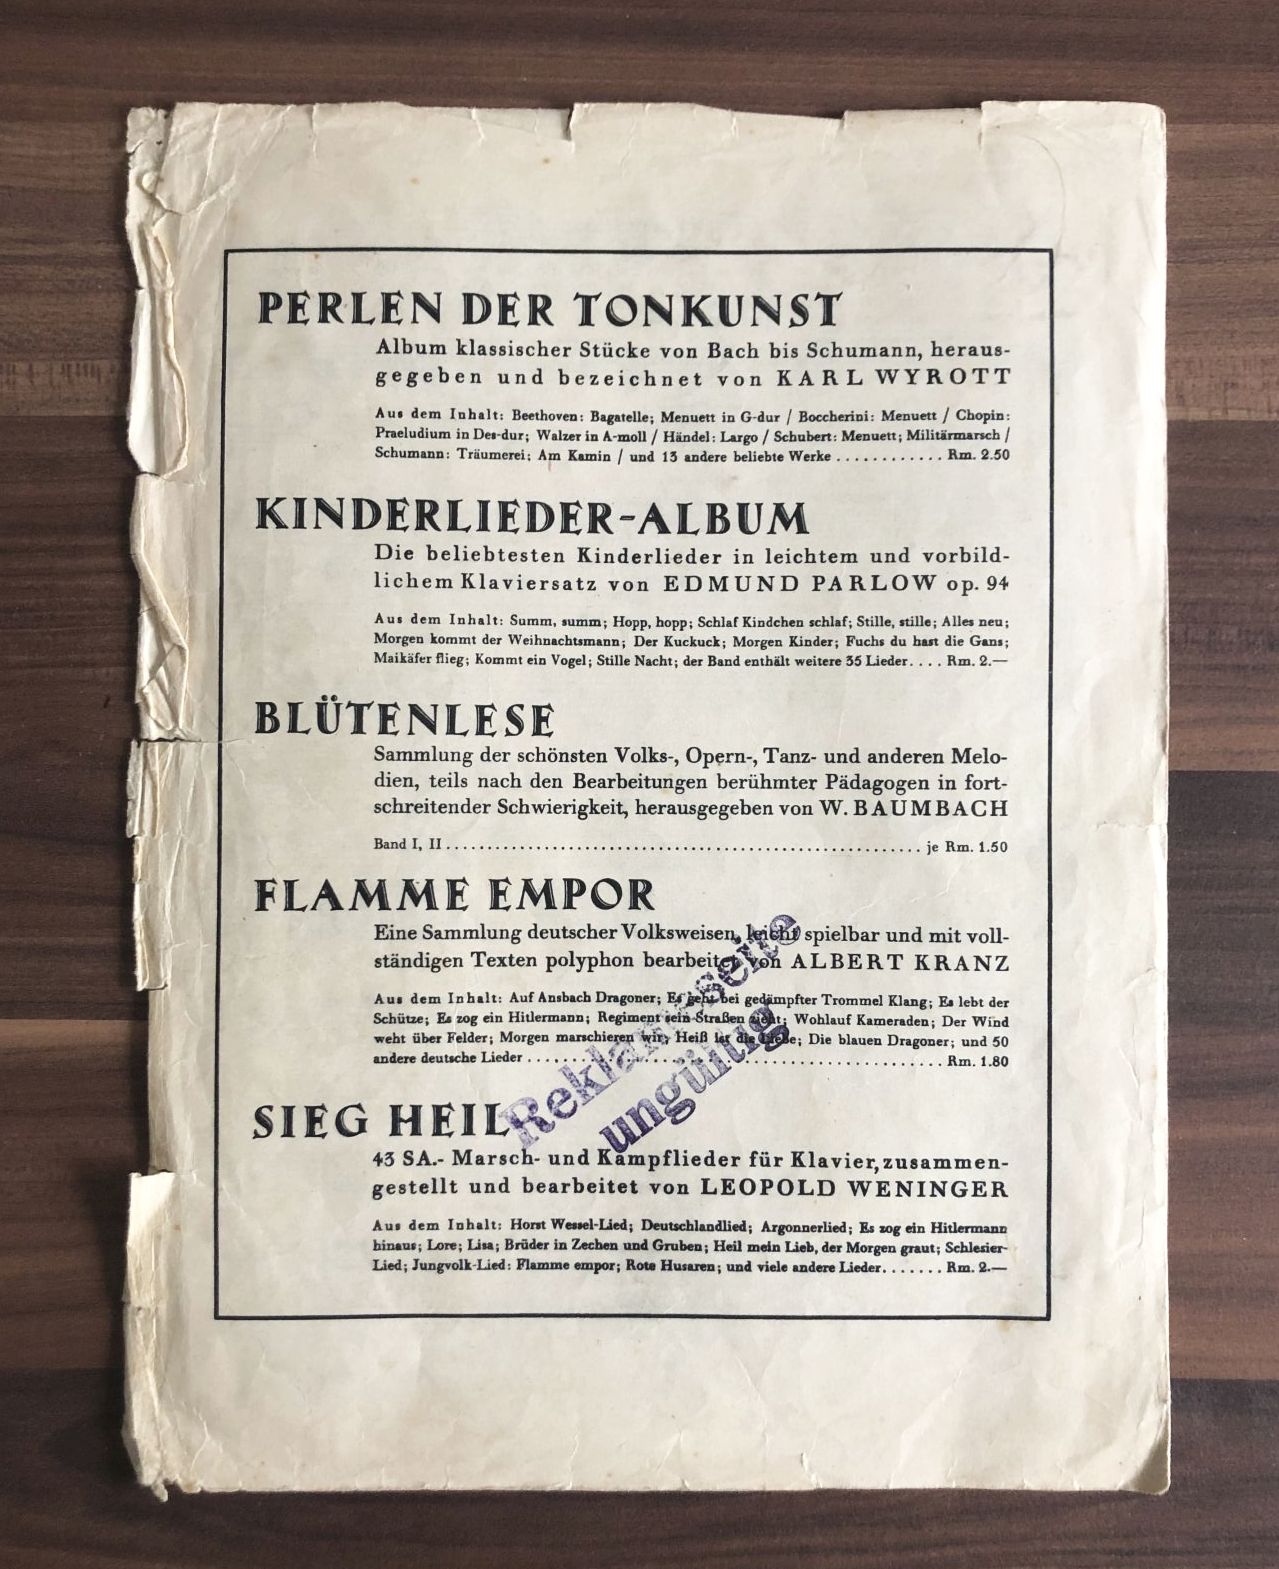 PERLEN DER TONKUNST
Album klassischer Stücke von Bach bis Schumann, heraus-
gegeben und bezeichnet von KARL WYROTT
Aus dem Inhalt: Beethoven: Bagatelle; Menuett in G-dur / Boccherini: Menuett / Chopin:
Praeludium in Des-dur; Walzer in A-moll / Händel: Largo / Schubert: Menuett; Militärmarsch /
Schumann: Träumerei; Am Kamin / und 13 andere beliebte Werke ............ Rm. 2.50
KINDERLIEDER-ALBUM
Die beliebtesten Kinderlieder in leichtem und vorbild-
lichem Klaviersatz von EDMUND PARLOW op. 94
Aus dem Inhalt: Summ, summ; Hopp, hopp; Schlaf Kindchen schlaf; Stille, stille; Alles neu;
Morgen kommt der Weihnachtsmann; Der Kuckuck; Morgen Kinder; Fuchs du hast die Gans;
Maikäfer flieg; Kommt ein Vogel; Stille Nacht; der Band enthält weitere 35 Lieder.... Rm. 2.—
BLÜTENLESE
Sammlung der schönsten Volks-, Opern-, Tanz- und anderen Melo-
dien, teils nach den Bearbeitungen berühmter Pädagogen in fort-
schreitender Schwierigkeit, herausgegeben von W. BAUMBACH
Band I, II ...................................................... je Rm. 1.50
FLAMME EMPOR
Eine Sammlung deutscher Volksweisen, leicht spielbar und mit voll-
ständigen Texten polyphon bearbeitet von ALBERT KRANZ
Aus dem Inhalt: Auf Ansbach Dragoner; Es geht bei gedämpfter Trommel Klang; Es lebt der
Schütze; Es zog ein Hitlermann; Regiment sein Straßen zieht; Wohlauf Kameraden; Der Wind
weht über Felder; Morgen marschieren wir; Heiß ist die Liebe; Die blauen Dragoner; und 50
andere deutsche Lieder ................................................ Rm. 1.80
Reklameseite
ungültig
SIEG HEIL
43 SA.- Marsch- und Kampflieder für Klavier, zusammen-
gestellt und bearbeitet von LEOPOLD WENINGER
Aus dem Inhalt: Horst Wessel-Lied; Deutschlandlied; Argonnerlied; Es zog ein Hitlermann
hinaus; Lore; Lisa; Brüder in Zechen und Gruben; Heil mein Lieb, der Morgen graut; Schlesier-
Lied; Jungvolk-Lied: Flamme empor; Rote Husaren; und viele andere Lieder....... Rm. 2.—